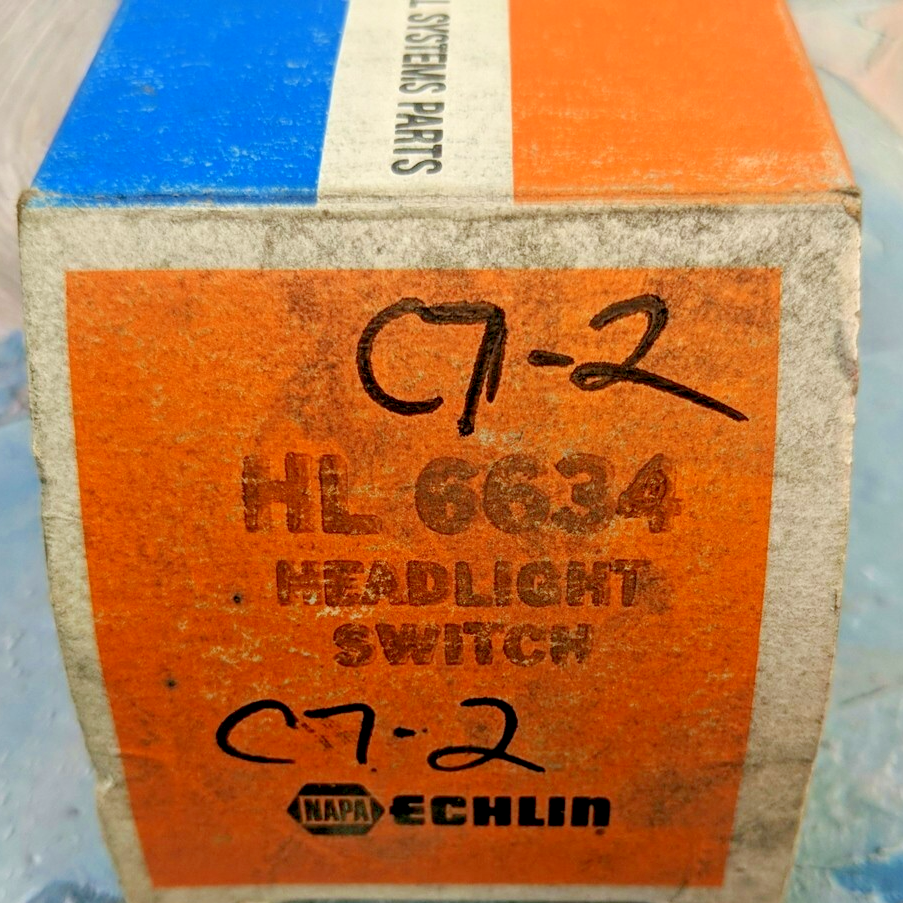 L SYSTEMS PARTS
C7-2
HL 6634
HEADLIGHT
SWITCH
C7-2
NAPA ECHLIN